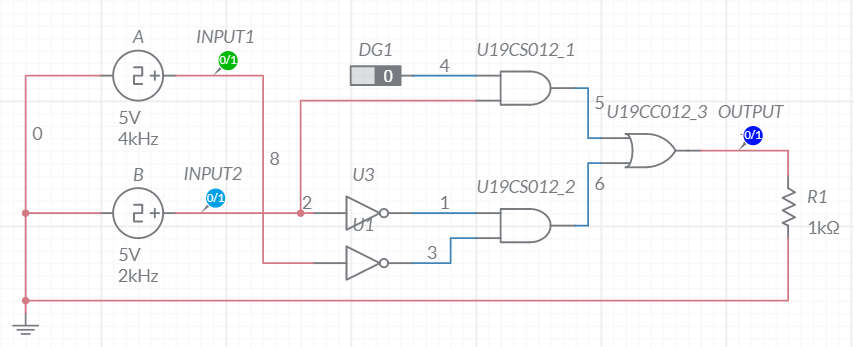 A
INPUT1
0/1
5V
4kHz
DG1
0
4
U19CS012_1
5
U19CC012_3
OUTPUT
0/1
0
8
B
INPUT2
0/1
5V
2kHz
2
U3
1
U19CS012_2
6
R1
1kΩ
U1
3